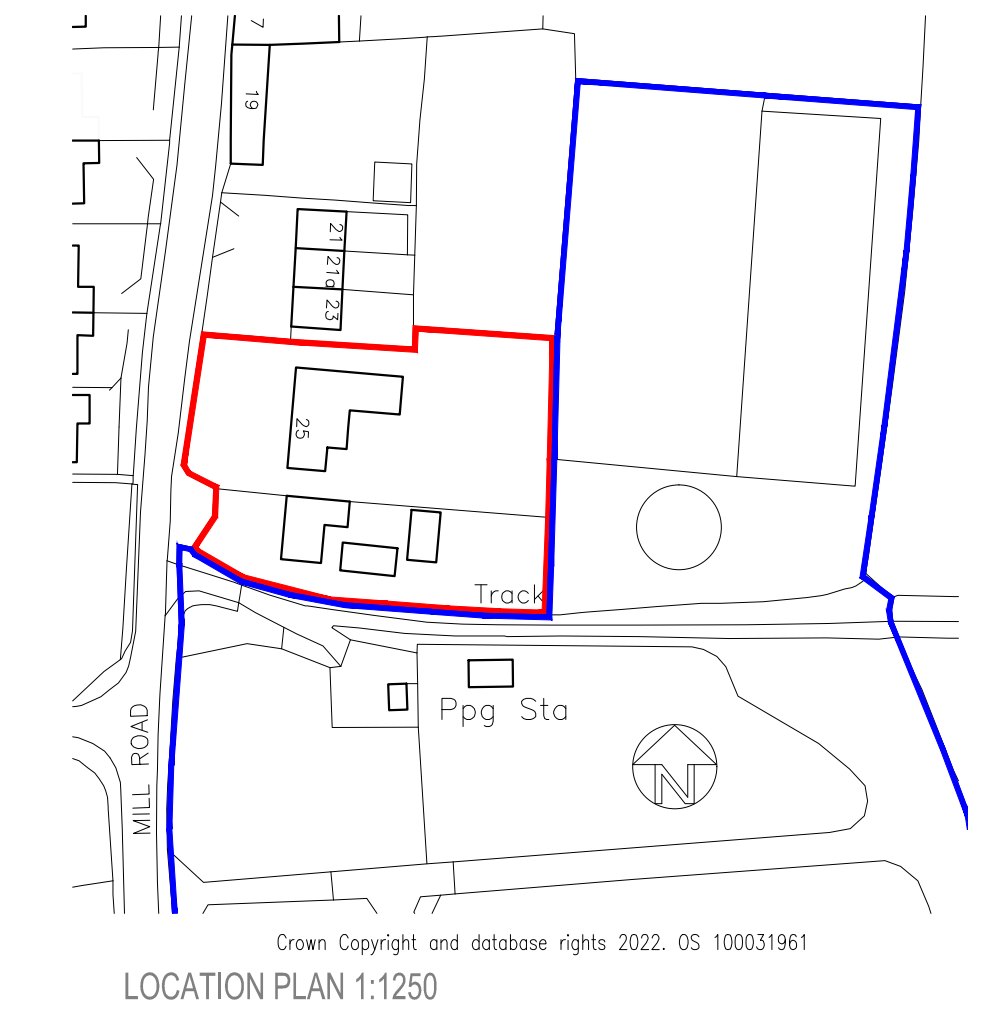 7
19
21
21a
23
25
Track
Ppg Sta
MILL ROAD
N
Crown Copyright and database rights 2022. OS 100031961
LOCATION PLAN 1:1250